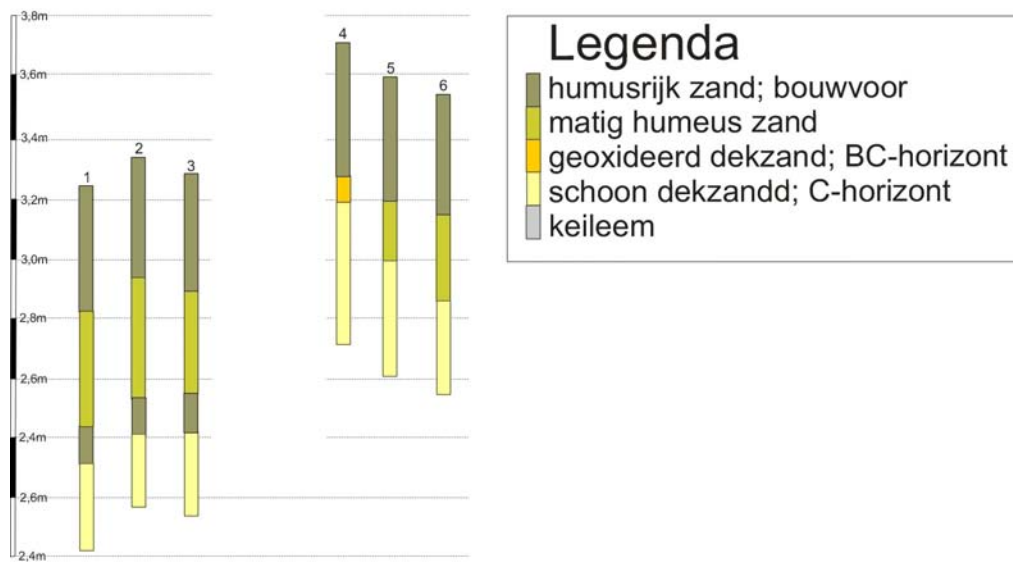 3,8m
4
3,6m
5
6
3,4m
2
3
1
3,2m
3,0m
2,8m
2,6m
2,4m
2,6m
2,4m
Legenda
humusrijk zand; bouwvoor
matig humeus zand
geoxideerd dekzand; BC-horizont
schoon dekzandd; C-horizont
keileem